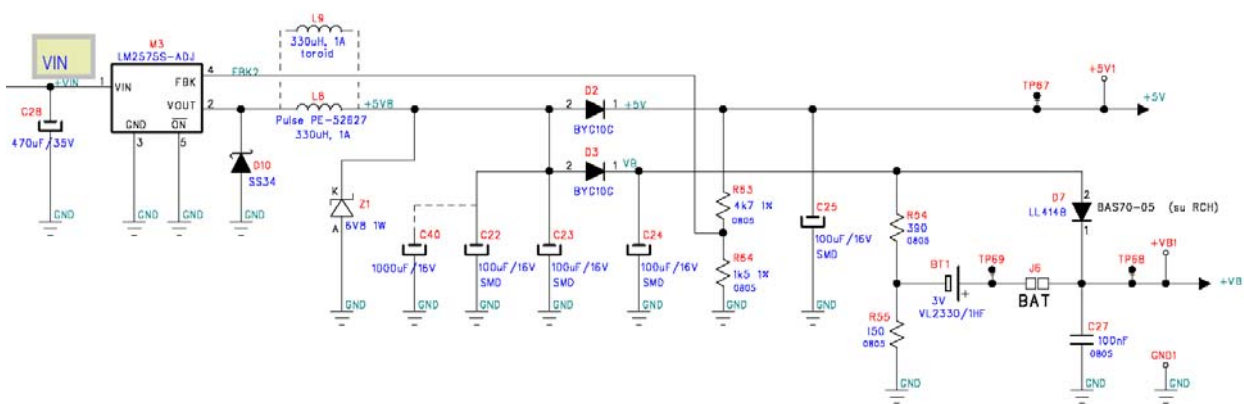 L9
330uH, 1A
toroid
M3
LM2575S-ADJ
VIN
+VIN
1
VIN
FBK
4
FBK2
VOUT
2
GND
ON
3
5
C28
470uF/35V
GND
GND
GND
D10
SS34
GND
L8
Pulse PE-52627
330uH, 1A
+5V8
K
Z1
6V8 1W
A
GND
C40
1000uF/16V
GND
C22
100uF/16V
SMD
GND
C23
100uF/16V
SMD
GND
D2
2
1
+5V
BYG10G
D3
2
1
VB
BYG10G
C24
100uF/16V
SMD
GND
R63
4k7 1%
0805
R64
1k5 1%
0805
GND
C25
100uF/16V
SMD
GND
TP67
+5V1
+5V
R54
390
0805
R55
150
0805
GND
BT1
+
3V
VL2330/1HF
TP69
J6
BAT
D7
LL4148
2
1
BAS70-05 (su RCH)
TP68
+VB1
+VB
C27
100nF
0805
GND
GND1
GND